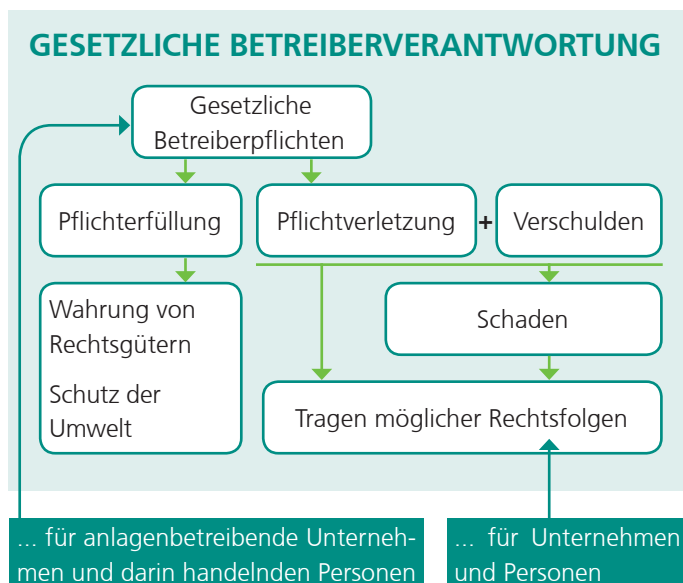 GESETZLICHE BETREIBERVERANTWORTUNG
Gesetzliche
Betreiberpflichten
Pflichterfüllung
Pflichtverletzung + Verschulden
Wahrung von
Rechtsgütern
Schutz der
Umwelt
Schaden
Tragen möglicher Rechtsfolgen
... für anlagenbetreibende Unterneh-
men und darin handelnden Personen
... für Unternehmen
und Personen